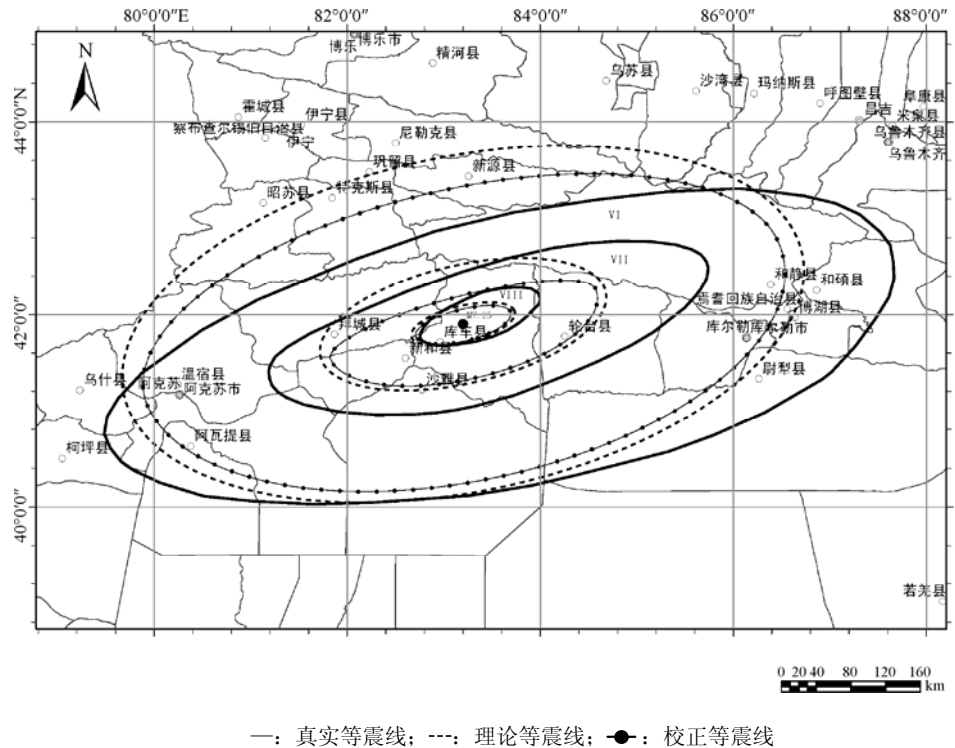 80°0′0″E 82°0′0″ 84°0′0″ 86°0′0″ 88°0′0″
N
博乐 博乐市
精河县
乌苏县
沙湾县
玛纳斯县
呼图壁县
阜康县
昌吉
米泉县
霍城县
伊宁县
察布查尔锡伯自治县
伊宁
尼勒克县
乌鲁木齐县
乌鲁木齐
44°0′0″N
巩留县
新源县
特克斯县
昭苏县
VI
VII
VIII
和静县
和硕县
焉耆回族自治县
博湖县
42°0′0″
拜城县
库车县
轮台县
库尔勒 库尔勒市
新和县
沙雅县
尉犁县
乌什县
温宿县
阿克苏
阿克苏市
阿瓦提县
柯坪县
40°0′0″
若羌县
0 20 40 80 120 160
km
—：真实等震线；---：理论等震线；-●-：校正等震线